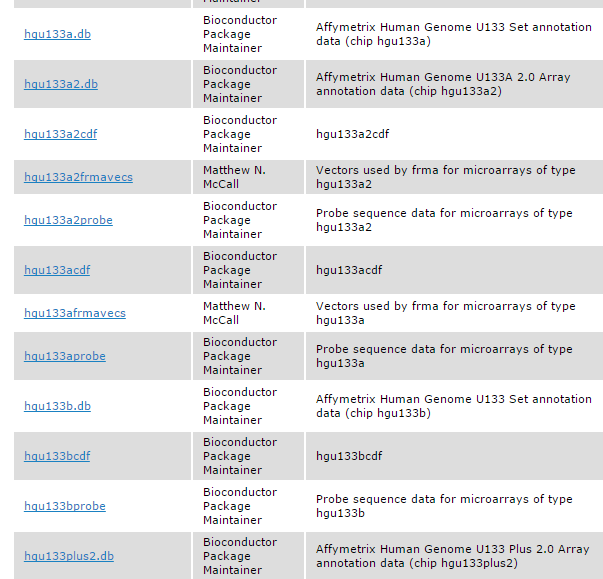 hgu133a.db
Bioconductor
Package
Maintainer
Affymetrix Human Genome U133 Set annotation
data (chip hgu133a)
hgu133a2.db
Bioconductor
Package
Maintainer
Affymetrix Human Genome U133A 2.0 Array
annotation data (chip hgu133a2)
hgu133a2cdf
Bioconductor
Package
Maintainer
hgu133a2cdf
hgu133a2frmavecs
Matthew N.
McCall
Vectors used by frma for microarrays of type
hgu133a2
hgu133a2probe
Bioconductor
Package
Maintainer
Probe sequence data for microarrays of type
hgu133a2
hgu133acdf
Bioconductor
Package
Maintainer
hgu133acdf
hgu133afrmavecs
Matthew N.
McCall
Vectors used by frma for microarrays of type
hgu133a
hgu133aprobe
Bioconductor
Package
Maintainer
Probe sequence data for microarrays of type
hgu133a
hgu133b.db
Bioconductor
Package
Maintainer
Affymetrix Human Genome U133 Set annotation
data (chip hgu133b)
hgu133bcdf
Bioconductor
Package
Maintainer
hgu133bcdf
hgu133bprobe
Bioconductor
Package
Maintainer
Probe sequence data for microarrays of type
hgu133b
hgu133plus2.db
Bioconductor
Package
Maintainer
Affymetrix Human Genome U133 Plus 2.0 Array
annotation data (chip hgu133plus2)